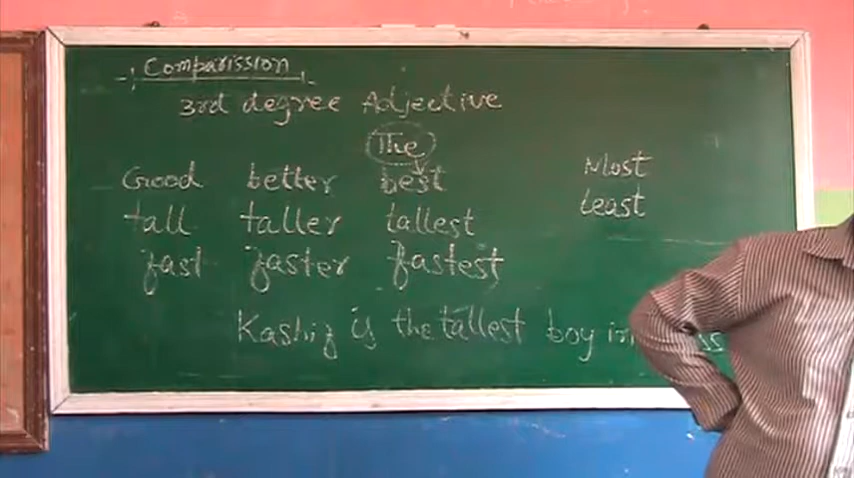 Comparission
3rd degree Adjective
The
Good better best Most
tall taller tallest least
fast faster fastest
Kashif is the tallest boy in